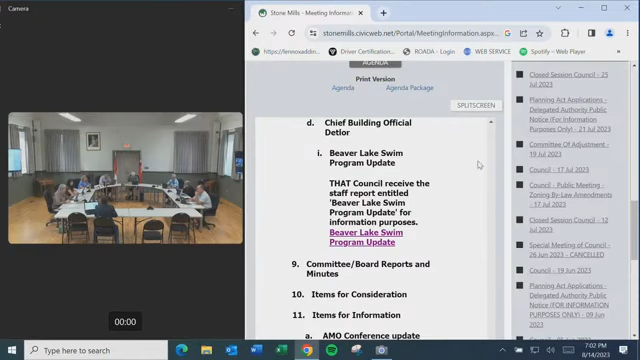 Camera
Stone Mills - Meeting Informati
stonemills.civicweb.net/Portal/MeetingInformation.aspx...
https://lennoxaddin...
Driver Certification...
ROADA - Login
WEB SERVICE
Spotify – Web Player
AGENDA
Print Version
Agenda
Agenda Package
SPLITSCREEN
d. Chief Building Official
Detlor
i. Beaver Lake Swim
Program Update
THAT Council receive the
staff report entitled
'Beaver Lake Swim
Program Update' for
information purposes.
Beaver Lake Swim
Program Update
9. Committee/Board Reports and
Minutes
10. Items for Consideration
11. Items for Information
a. AMO Conference update
Closed Session Council - 25
Jul 2023
Planning Act Applications -
Delegated Authority Public
Notice (For Information
Purposes Only) - 21 Jul 2023
Committee Of Adjustment -
19 Jul 2023
Council - 17 Jul 2023
Council - Public Meeting -
Zoning By-Law Amendments
- 17 Jul 2023
Closed Session Council - 12
Jul 2023
Special Meeting of Council -
26 Jun 2023 - CANCELLED
Council - 19 Jun 2023
Planning Act Applications -
Delegated Authority Public
Notice (INFORMATION
PURPOSES ONLY) - 09 Jun
2023
00:00
Type here to search
7:02 PM
8/14/2023